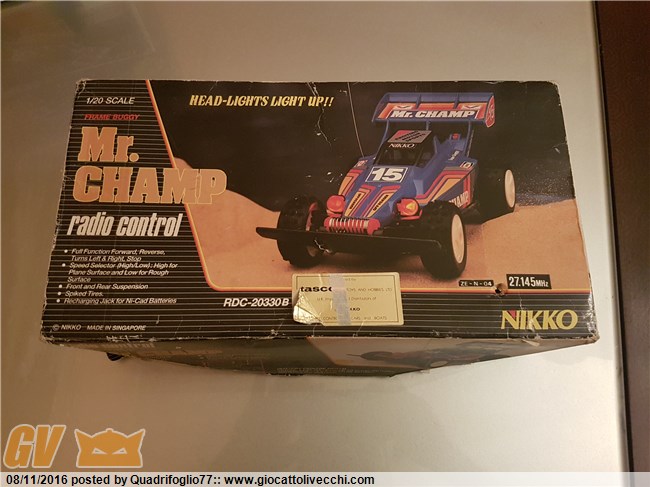 1/20 SCALE
HEAD-LIGHTS LIGHT UP!!
FRAME BUGGY
Mr.
CHAMP
radio control
Mr. CHAMP
NIKKO
15
• Full Function Forward, Reverse,
Turns Left & Right, Stop
• Speed Selector (High/Low): High for
Plane Surface and Low for Rough
Surface
• Front and Rear Suspension
• Spiked Tires
• Recharging Jack for Ni-Cad Batteries
RDC-20330B
tasco
AND HOBBIES
ZE-N-04
27.145MHz
NIKKO
© NIKKO MADE IN SINGAPORE
GV
08/11/2016 posted by Quadrifoglio77:: www.giocattolivecchi.com